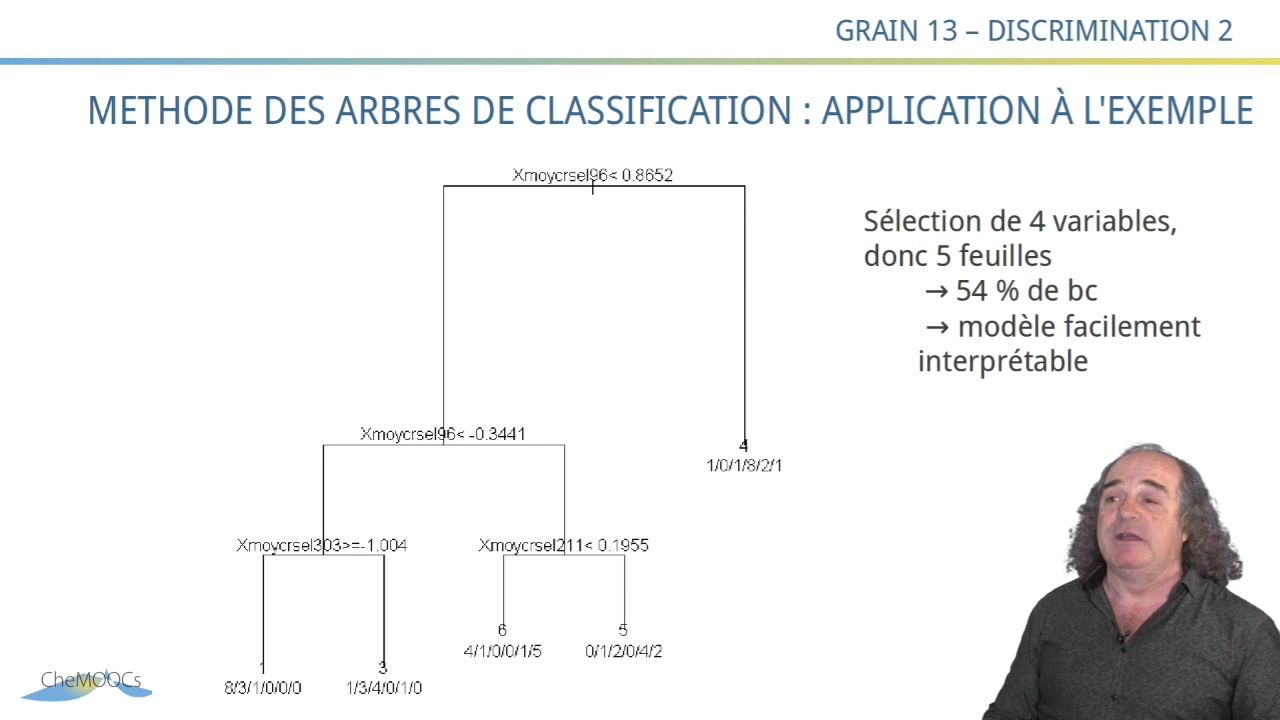 GRAIN 13 – DISCRIMINATION 2
METHODE DES ARBRES DE CLASSIFICATION : APPLICATION À L'EXEMPLE
Xmoycrsel96< 0.8652
Sélection de 4 variables,
donc 5 feuilles
→ 54 % de bc
→ modèle facilement
interprétable
Xmoycrsel96< -0.3441
4
1/0/1/8/2/1
Xmoycrsel303>=-1.004
Xmoycrsel211< 0.1955
6
5
4/1/0/0/1/5
0/1/2/0/4/2
1
3
8/3/1/0/0/0
1/3/4/0/1/0
CheMOOCs